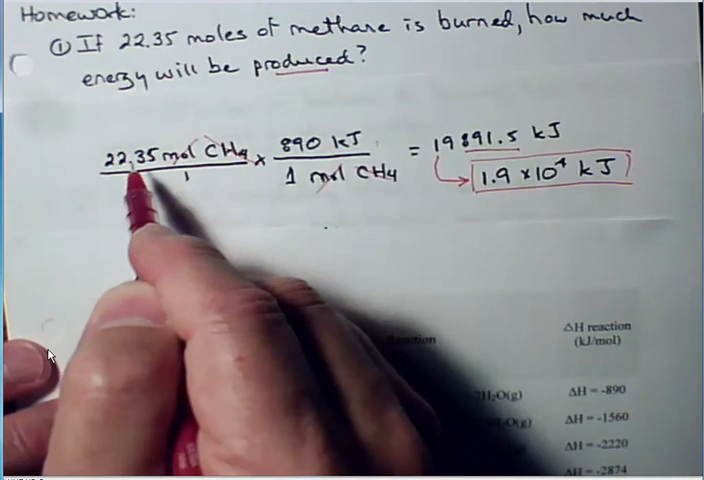 Homework:
① If 22.35 moles of methane is burned, how much
energy will be produced?
22.35 mol CH4 / 1 × 890 kJ / 1 mol CH4 = 19891.5 kJ
1.9 × 10⁴ kJ
ΔH reaction
(kJ/mol)
2H₂O(g) ΔH = -890
O(g) ΔH = -1560
ΔH = -2220
ΔH = -2874